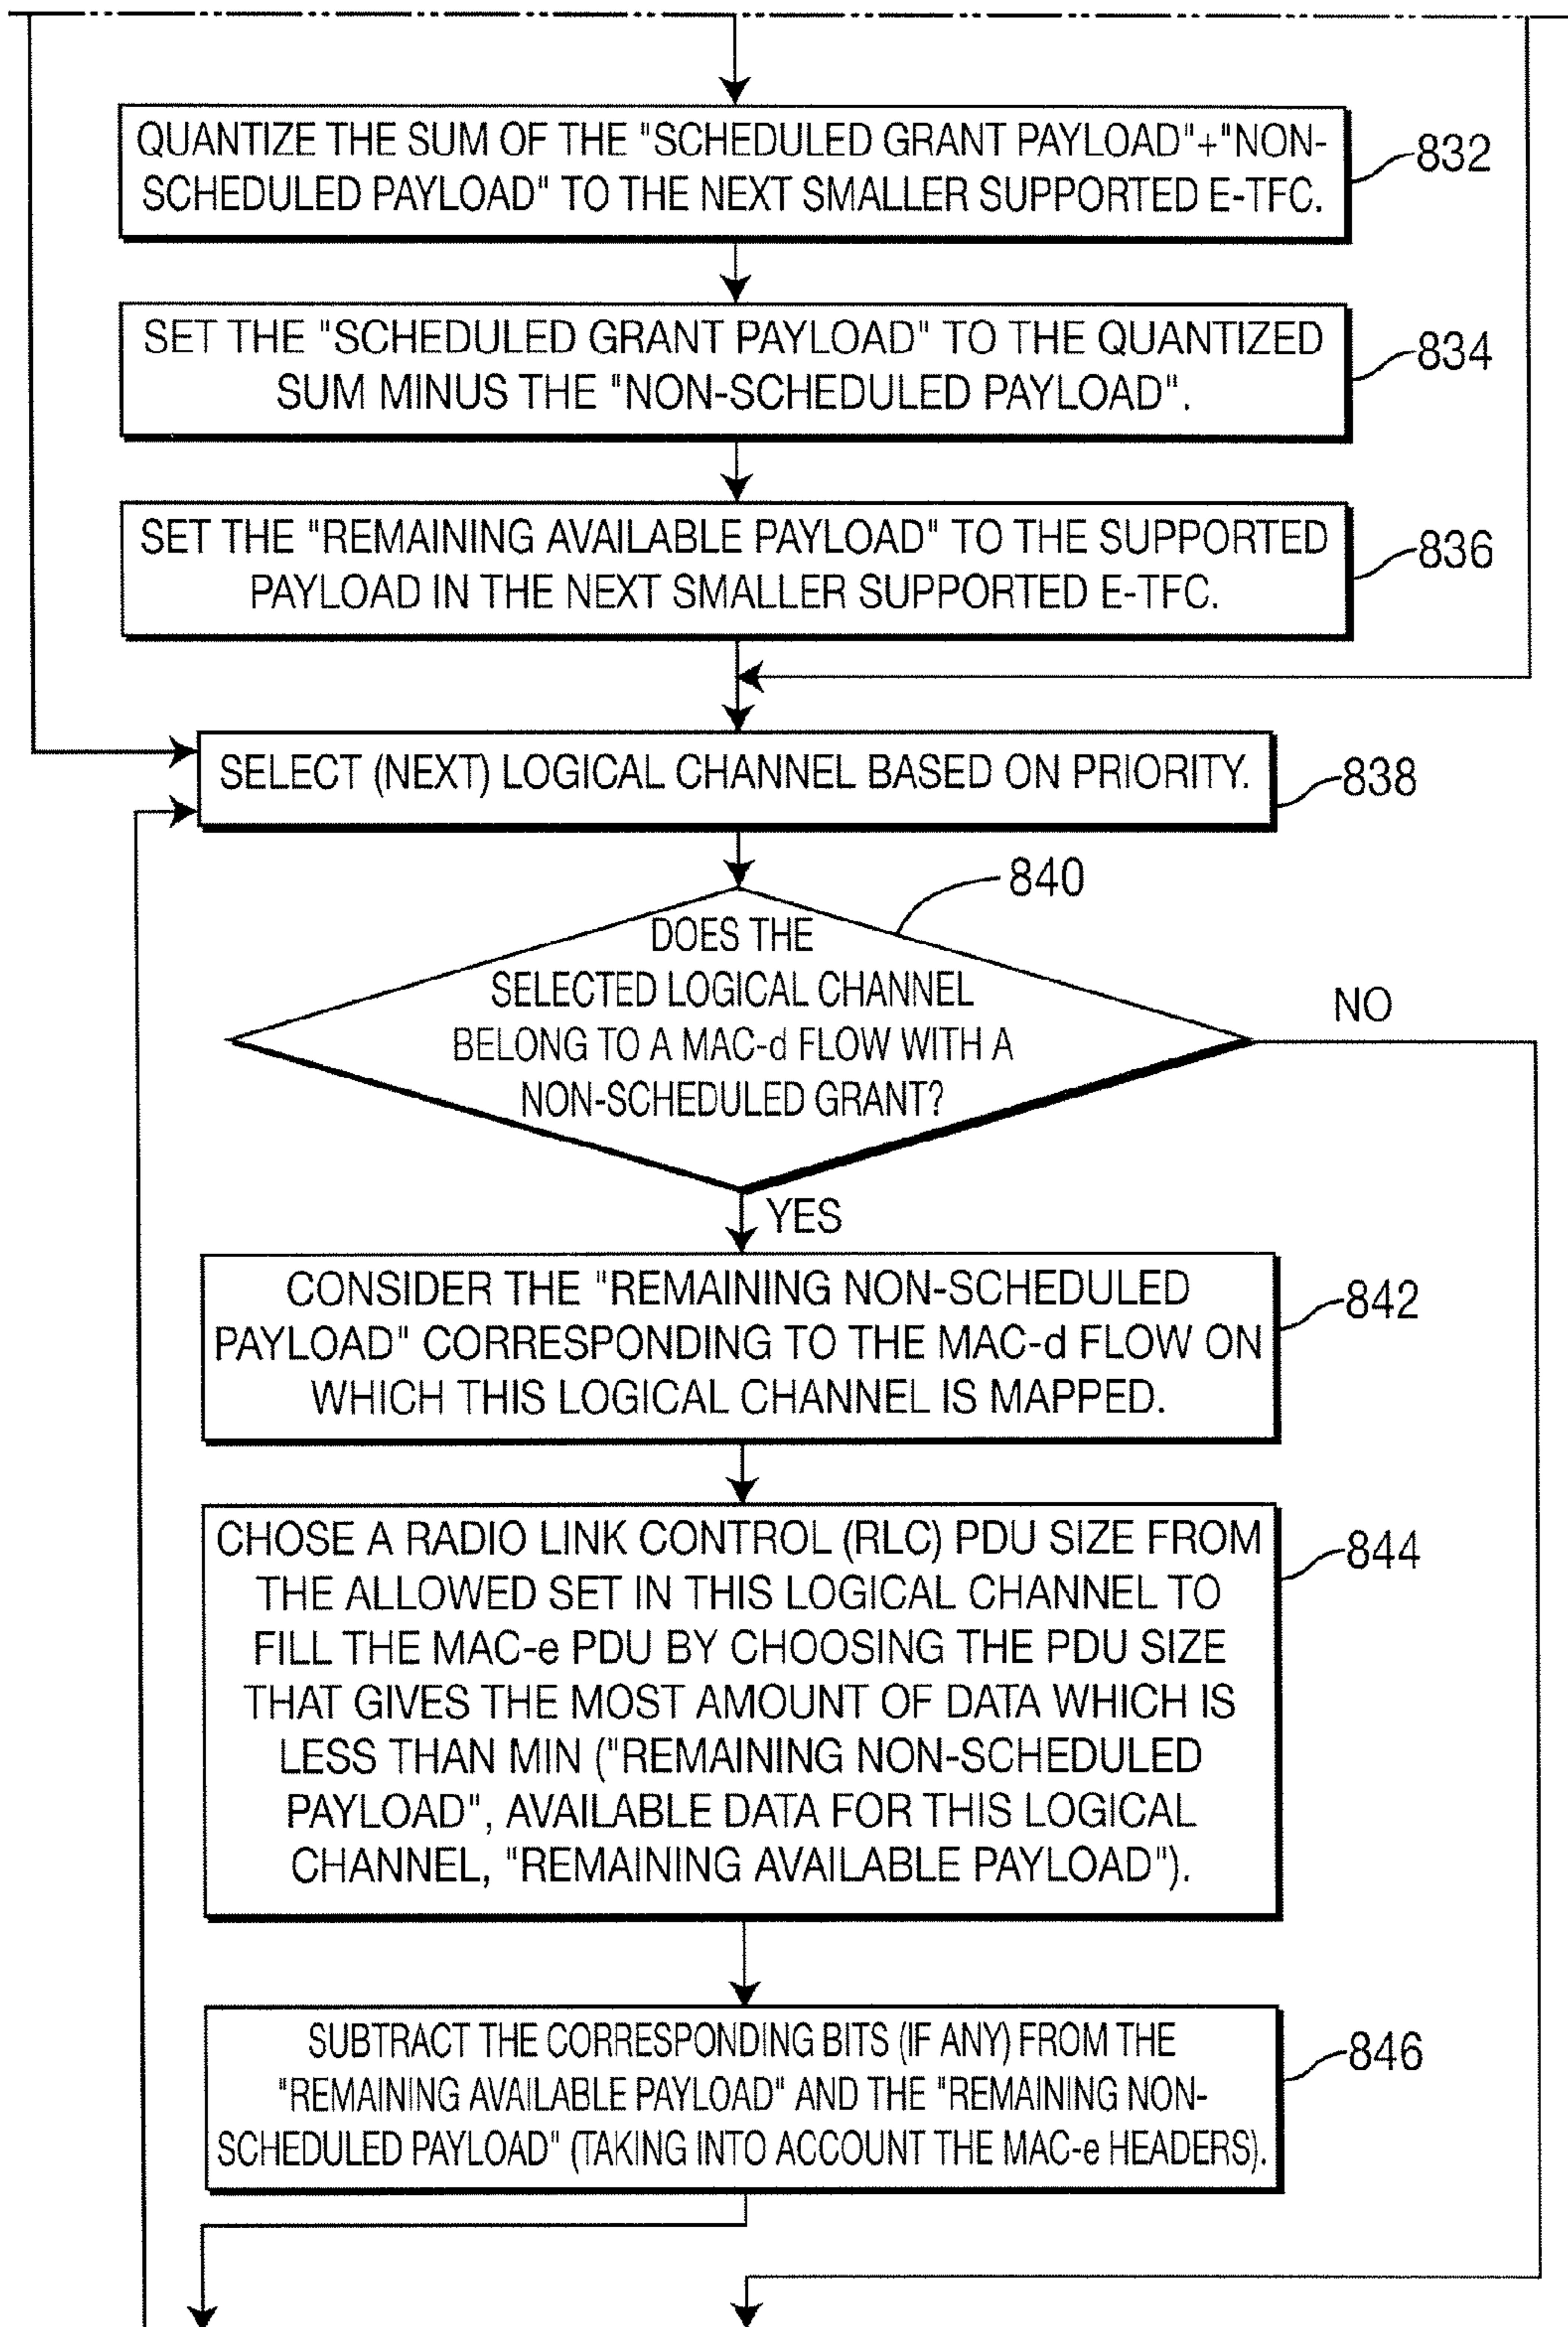 QUANTIZE THE SUM OF THE "SCHEDULED GRANT PAYLOAD"+"NON-
SCHEDULED PAYLOAD" TO THE NEXT SMALLER SUPPORTED E-TFC.
832
SET THE "SCHEDULED GRANT PAYLOAD" TO THE QUANTIZED
SUM MINUS THE "NON-SCHEDULED PAYLOAD".
834
SET THE "REMAINING AVAILABLE PAYLOAD" TO THE SUPPORTED
PAYLOAD IN THE NEXT SMALLER SUPPORTED E-TFC.
836
SELECT (NEXT) LOGICAL CHANNEL BASED ON PRIORITY.
838
840
DOES THE
SELECTED LOGICAL CHANNEL
BELONG TO A MAC-d FLOW WITH A
NON-SCHEDULED GRANT?
NO
YES
CONSIDER THE "REMAINING NON-SCHEDULED
PAYLOAD" CORRESPONDING TO THE MAC-d FLOW ON
WHICH THIS LOGICAL CHANNEL IS MAPPED.
842
CHOSE A RADIO LINK CONTROL (RLC) PDU SIZE FROM
THE ALLOWED SET IN THIS LOGICAL CHANNEL TO
FILL THE MAC-e PDU BY CHOOSING THE PDU SIZE
THAT GIVES THE MOST AMOUNT OF DATA WHICH IS
LESS THAN MIN ("REMAINING NON-SCHEDULED
PAYLOAD", AVAILABLE DATA FOR THIS LOGICAL
CHANNEL, "REMAINING AVAILABLE PAYLOAD").
844
SUBTRACT THE CORRESPONDING BITS (IF ANY) FROM THE
"REMAINING AVAILABLE PAYLOAD" AND THE "REMAINING NON-
SCHEDULED PAYLOAD" (TAKING INTO ACCOUNT THE MAC-e HEADERS).
846